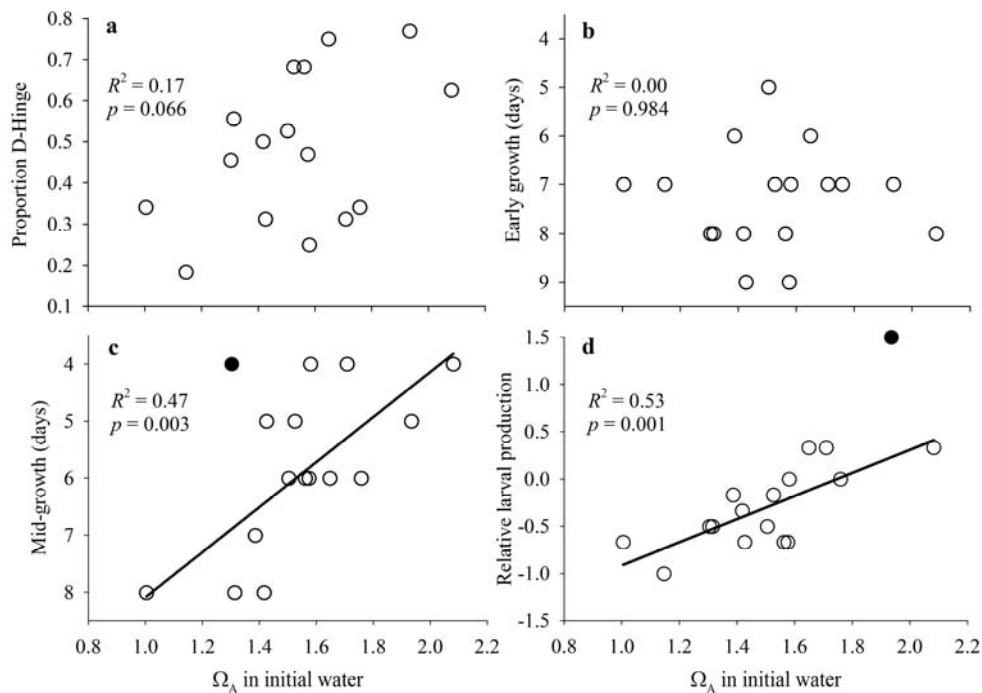 a
Proportion D-Hinge
0.8
0.7
0.6
0.5
0.4
0.3
0.2
0.1
R² = 0.17
p = 0.066
b
Early growth (days)
4
5
6
7
8
9
R² = 0.00
p = 0.984
c
Mid-growth (days)
4
5
6
7
8
R² = 0.47
p = 0.003
0.8 1.0 1.2 1.4 1.6 1.8 2.0 2.2
Ω_A in initial water
d
Relative larval production
1.5
1.0
0.5
0.0
-0.5
-1.0
-1.5
R² = 0.53
p = 0.001
0.8 1.0 1.2 1.4 1.6 1.8 2.0 2.2
Ω_A in initial water